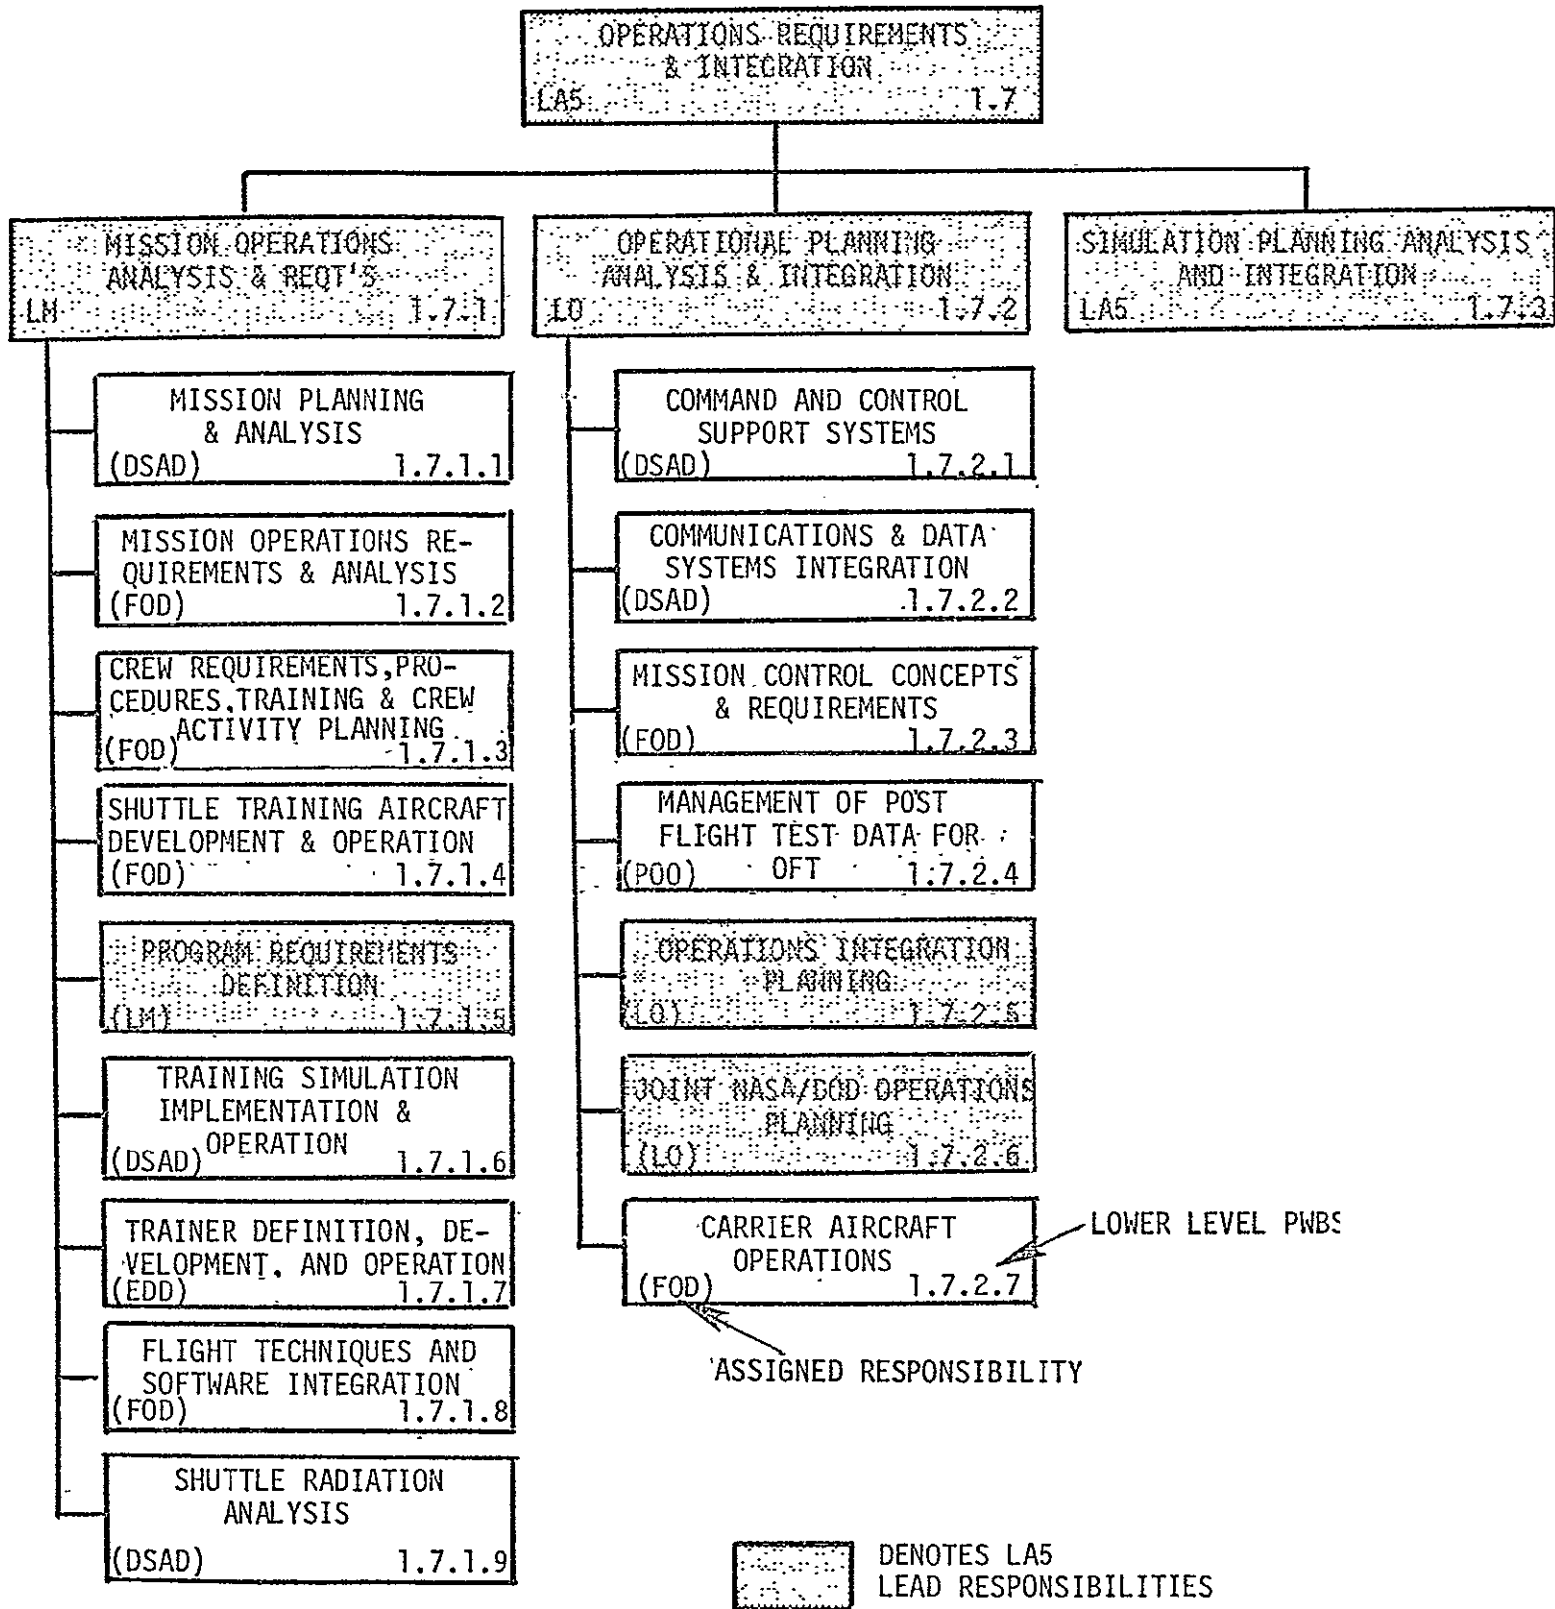 OPERATIONS REQUIREMENTS
& INTEGRATION
LA5 1.7
MISSION OPERATIONS
ANALYSIS & REQT'S
LM 1.7.1
OPERATIONAL PLANNING
ANALYSIS & INTEGRATION
LO 1.7.2
SIMULATION PLANNING ANALYSIS
AND INTEGRATION
LA5 1.7.3
MISSION PLANNING
& ANALYSIS
(DSAD) 1.7.1.1
MISSION OPERATIONS RE-
QUIREMENTS & ANALYSIS
(FOD) 1.7.1.2
CREW REQUIREMENTS,PRO-
CEDURES,TRAINING & CREW
ACTIVITY PLANNING
(FOD) 1.7.1.3
SHUTTLE TRAINING AIRCRAFT
DEVELOPMENT & OPERATION
(FOD) 1.7.1.4
PROGRAM REQUIREMENTS
DEFINITION
(LM) 1.7.1.5
TRAINING SIMULATION
IMPLEMENTATION &
OPERATION
(DSAD) 1.7.1.6
TRAINER DEFINITION, DE-
VELOPMENT, AND OPERATION
(EDD) 1.7.1.7
FLIGHT TECHNIQUES AND
SOFTWARE INTEGRATION
(FOD) 1.7.1.8
SHUTTLE RADIATION
ANALYSIS
(DSAD) 1.7.1.9
COMMAND AND CONTROL
SUPPORT SYSTEMS
(DSAD) 1.7.2.1
COMMUNICATIONS & DATA
SYSTEMS INTEGRATION
(DSAD) 1.7.2.2
MISSION CONTROL CONCEPTS
& REQUIREMENTS
(FOD) 1.7.2.3
MANAGEMENT OF POST
FLIGHT TEST DATA FOR
OFT
(POO) 1.7.2.4
OPERATIONS INTEGRATION
PLANNING
(LO) 1.7.2.5
JOINT NASA/DOD OPERATIONS
PLANNING
(LO) 1.7.2.6
CARRIER AIRCRAFT
OPERATIONS
(FOD) 1.7.2.7
LOWER LEVEL PWBS
ASSIGNED RESPONSIBILITY
DENOTES LA5
LEAD RESPONSIBILITIES